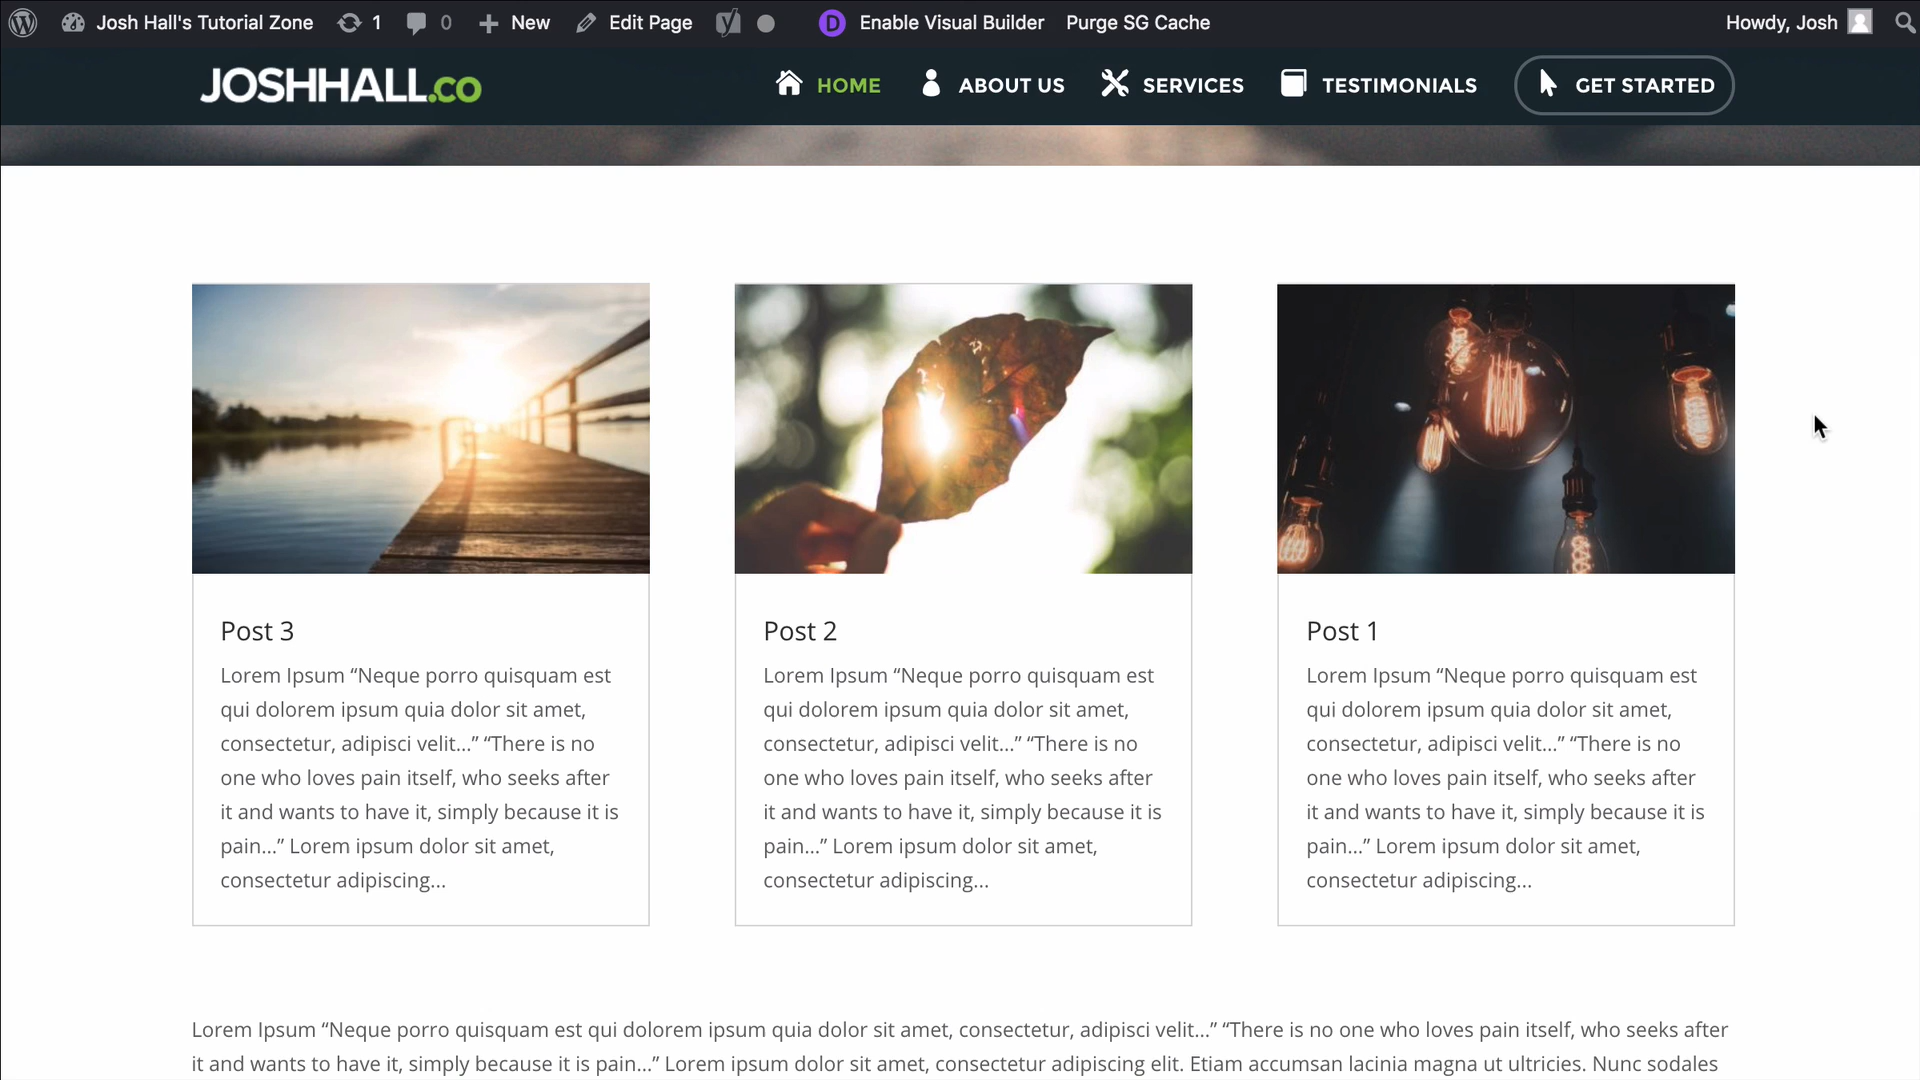 Josh Hall's Tutorial Zone 1 0 New Edit Page Enable Visual Builder Purge SG Cache Howdy, Josh
JOSHHALL.CO HOME ABOUT US SERVICES TESTIMONIALS GET STARTED
Post 3
Lorem Ipsum “Neque porro quisquam est
qui dolorem ipsum quia dolor sit amet,
consectetur, adipisci velit...” “There is no
one who loves pain itself, who seeks after
it and wants to have it, simply because it is
pain...” Lorem ipsum dolor sit amet,
consectetur adipiscing...
Post 2
Lorem Ipsum “Neque porro quisquam est
qui dolorem ipsum quia dolor sit amet,
consectetur, adipisci velit...” “There is no
one who loves pain itself, who seeks after
it and wants to have it, simply because it is
pain...” Lorem ipsum dolor sit amet,
consectetur adipiscing...
Post 1
Lorem Ipsum “Neque porro quisquam est
qui dolorem ipsum quia dolor sit amet,
consectetur, adipisci velit...” “There is no
one who loves pain itself, who seeks after
it and wants to have it, simply because it is
pain...” Lorem ipsum dolor sit amet,
consectetur adipiscing...
Lorem Ipsum “Neque porro quisquam est qui dolorem ipsum quia dolor sit amet, consectetur, adipisci velit...” “There is no one who loves pain itself, who seeks after
it and wants to have it, simply because it is pain...” Lorem ipsum dolor sit amet, consectetur adipiscing elit. Etiam accumsan lacinia magna ut ultricies. Nunc sodales